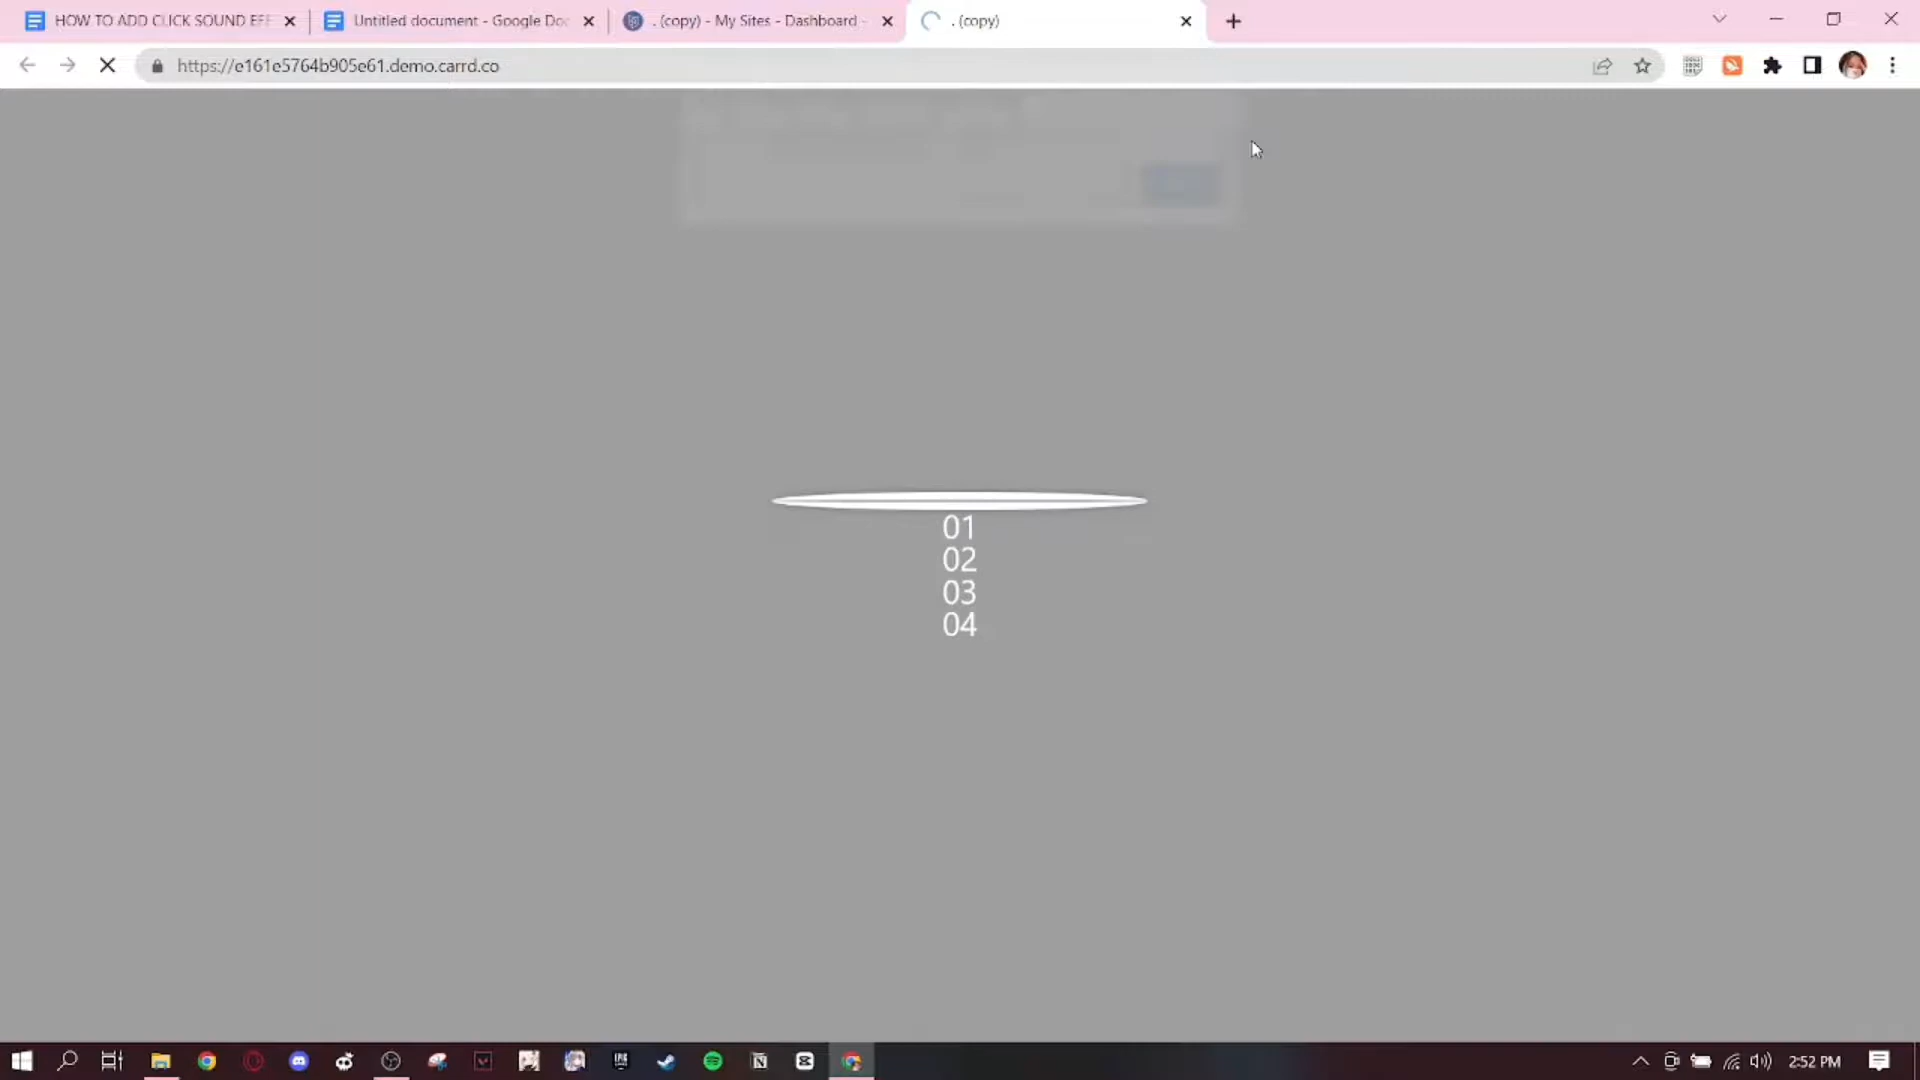 HOW TO ADD CLICK SOUND EFF
Untitled document - Google Doc
. (copy) - My Sites - Dashboard -
. (copy)
https://e161e5764b905e61.demo.carrd.co
01
02
03
04
2:52 PM